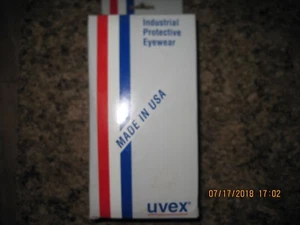 Industrial
Protective
Eyewear
MADE IN USA
uvex®
07/17/2018 17:02